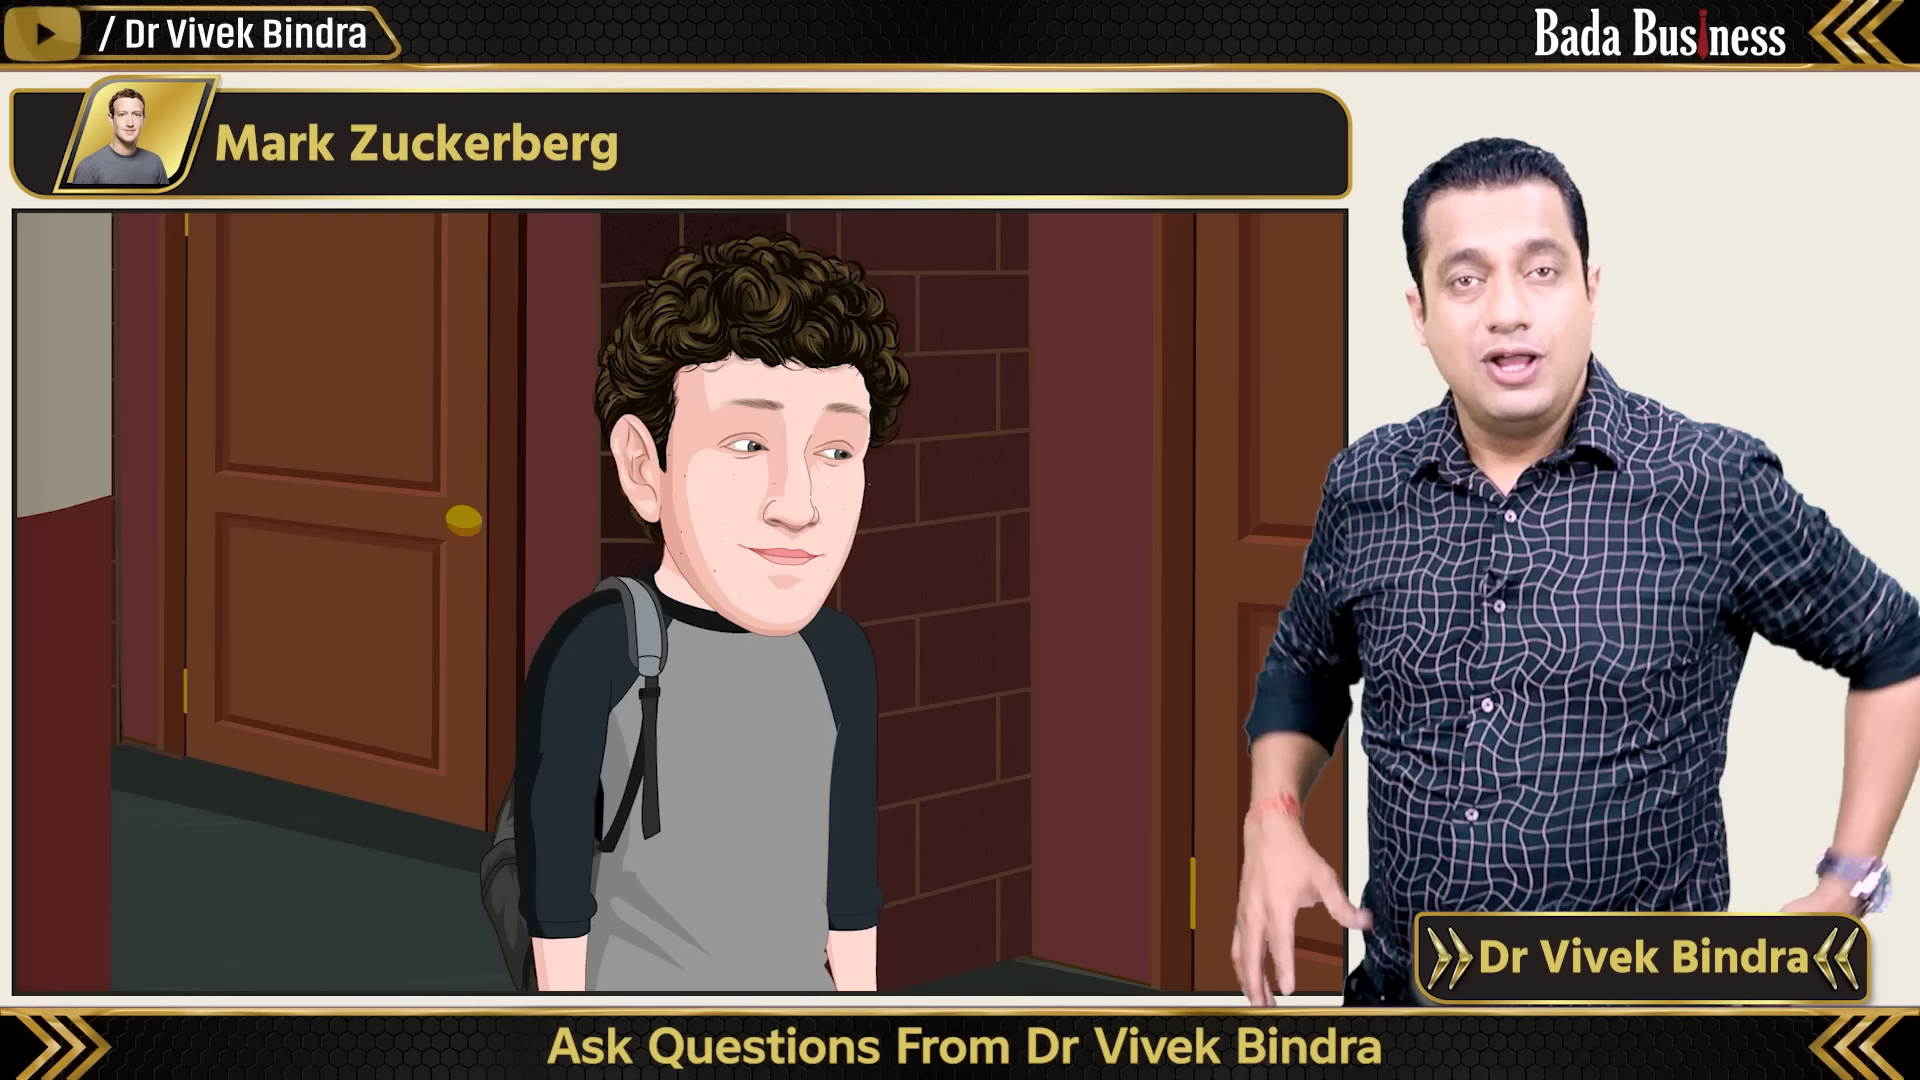 / Dr Vivek Bindra
Bada Business
Mark Zuckerberg
Dr Vivek Bindra
Ask Questions From Dr Vivek Bindra